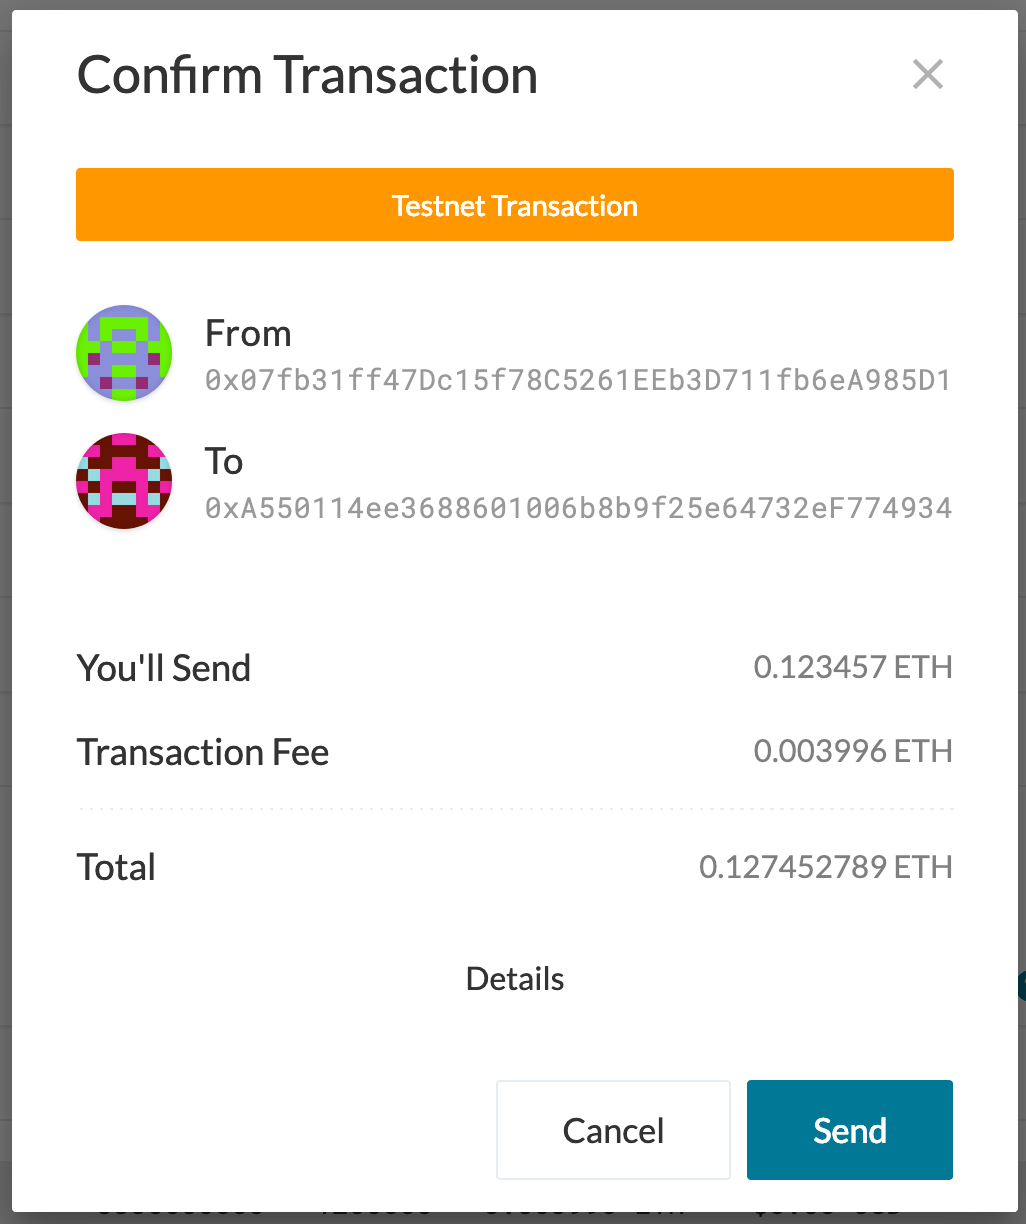 Confirm Transaction
Testnet Transaction
From
0x07fb31ff47Dc15f78C5261EEb3D711fb6eA985D1
To
0xA550114ee3688601006b8b9f25e64732eF774934
You'll Send
0.123457 ETH
Transaction Fee
0.003996 ETH
Total
0.127452789 ETH
Details
Cancel
Send